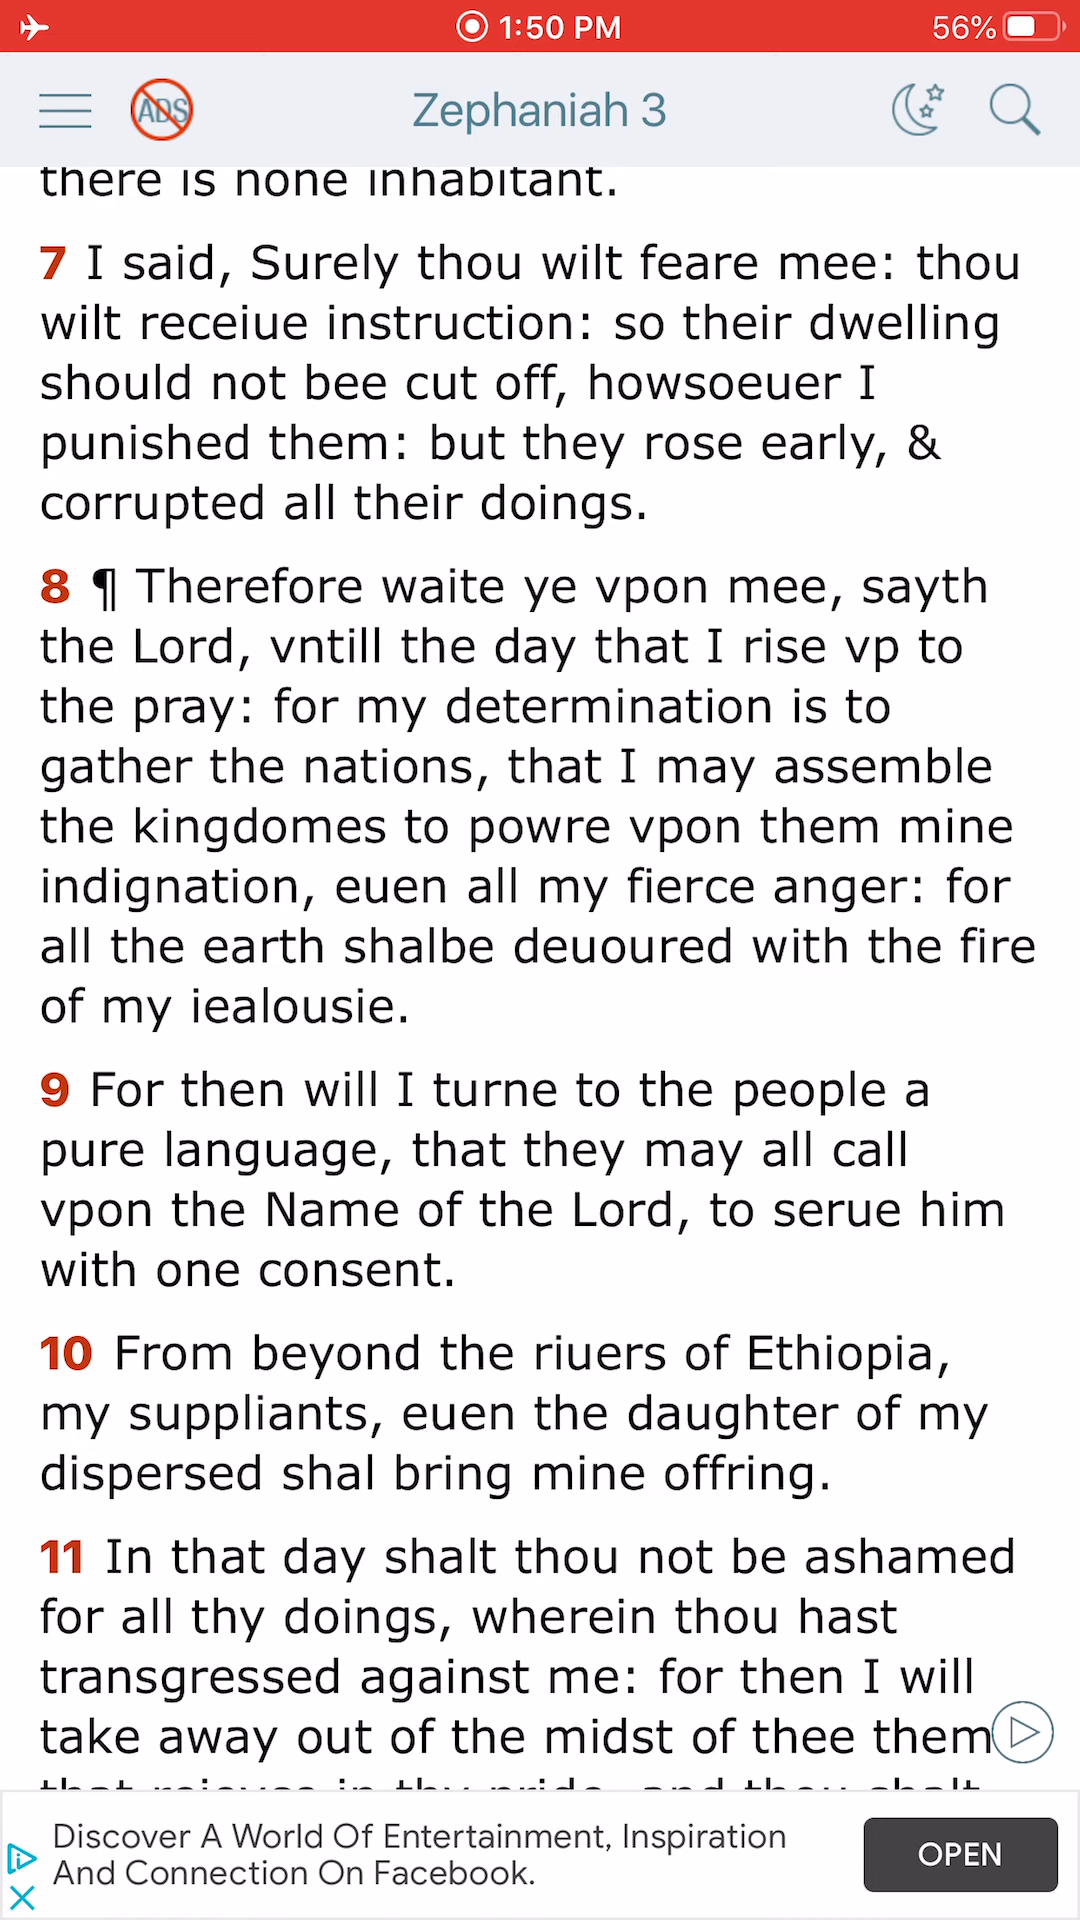 1:50 PM
56%
ADS
Zephaniah 3
there is none inhabitant.
7 I said, Surely thou wilt feare mee: thou
wilt receiue instruction: so their dwelling
should not bee cut off, howsoeuer I
punished them: but they rose early, &
corrupted all their doings.
8 ¶ Therefore waite ye vpon mee, sayth
the Lord, vntill the day that I rise vp to
the pray: for my determination is to
gather the nations, that I may assemble
the kingdomes to powre vpon them mine
indignation, euen all my fierce anger: for
all the earth shalbe deuoured with the fire
of my iealousie.
9 For then will I turne to the people a
pure language, that they may all call
vpon the Name of the Lord, to serue him
with one consent.
10 From beyond the riuers of Ethiopia,
my suppliants, euen the daughter of my
dispersed shal bring mine offring.
11 In that day shalt thou not be ashamed
for all thy doings, wherein thou hast
transgressed against me: for then I will
take away out of the midst of thee them
that reioyce in thy pride, and thou shalt
Discover A World Of Entertainment, Inspiration
And Connection On Facebook.
OPEN